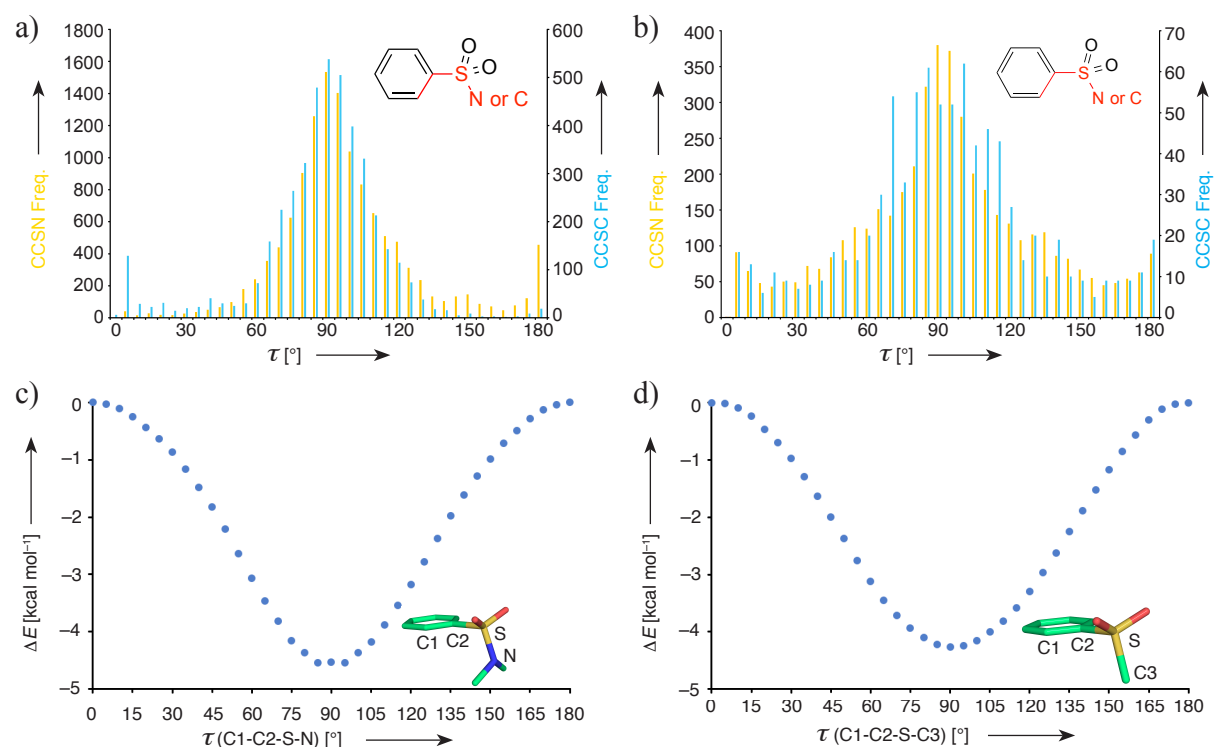 a)
1800
1600
1400
1200
1000
800
600
400
200
0
CCSN Freq.
600
500
400
300
200
100
0
CCSC Freq.
0 30 60 90 120 150 180
τ [°]
O
S O
N or C
b)
400
350
300
250
200
150
100
50
0
CCSN Freq.
70
60
50
40
30
20
10
0
CCSC Freq.
0 30 60 90 120 150 180
τ [°]
O
S O
N or C
c)
0
–1
–2
–3
–4
–5
ΔE [kcal mol⁻¹]
C1 C2 S
N
0 15 30 45 60 75 90 105 120 135 150 165 180
τ (C1-C2-S-N) [°]
d)
0
–1
–2
–3
–4
–5
ΔE [kcal mol⁻¹]
C1 C2 S
C3
0 15 30 45 60 75 90 105 120 135 150 165 180
τ (C1-C2-S-C3) [°]